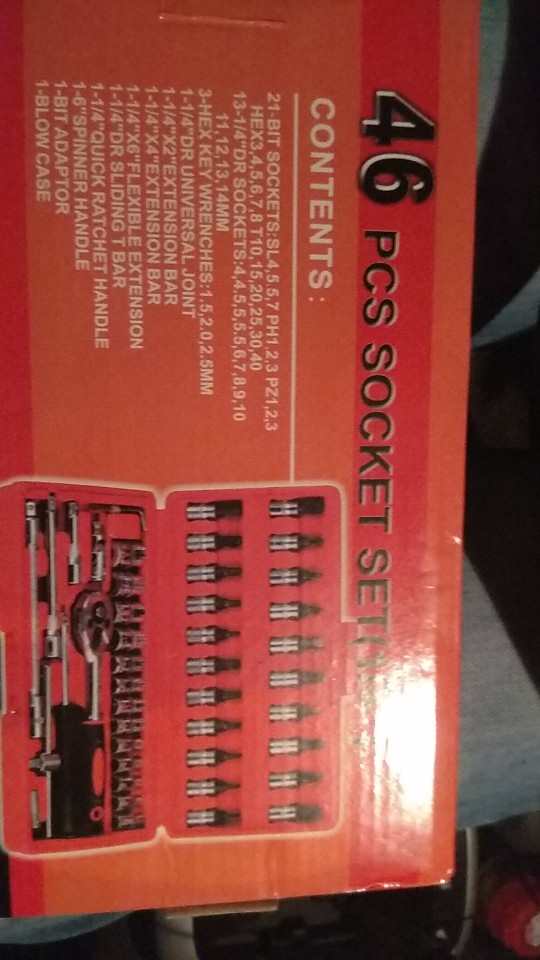 46 PCS SOCKET SET
CONTENTS:
21-BIT SOCKETS:SL4,5.5,7 PH1,2,3 PZ1,2,3
HEX3,4,5,6,7,8 T10,15,20,25,30,40
13-1/4"DR SOCKETS:4,4.5,5,5.5,6,7,8,9,10
11,12,13,14MM
3-HEX KEY WRENCHES:1.5,2.0,2.5MM
1-1/4"DR UNIVERSAL JOINT
1-1/4"X2"EXTENSION BAR
1-1/4"X4"EXTENSION BAR
1-1/4"X6"FLEXIBLE EXTENSION
1-1/4"DR SLIDING T BAR
1-1/4"QUICK RATCHET HANDLE
1-6"SPINNER HANDLE
1-BIT ADAPTOR
1-BLOW CASE